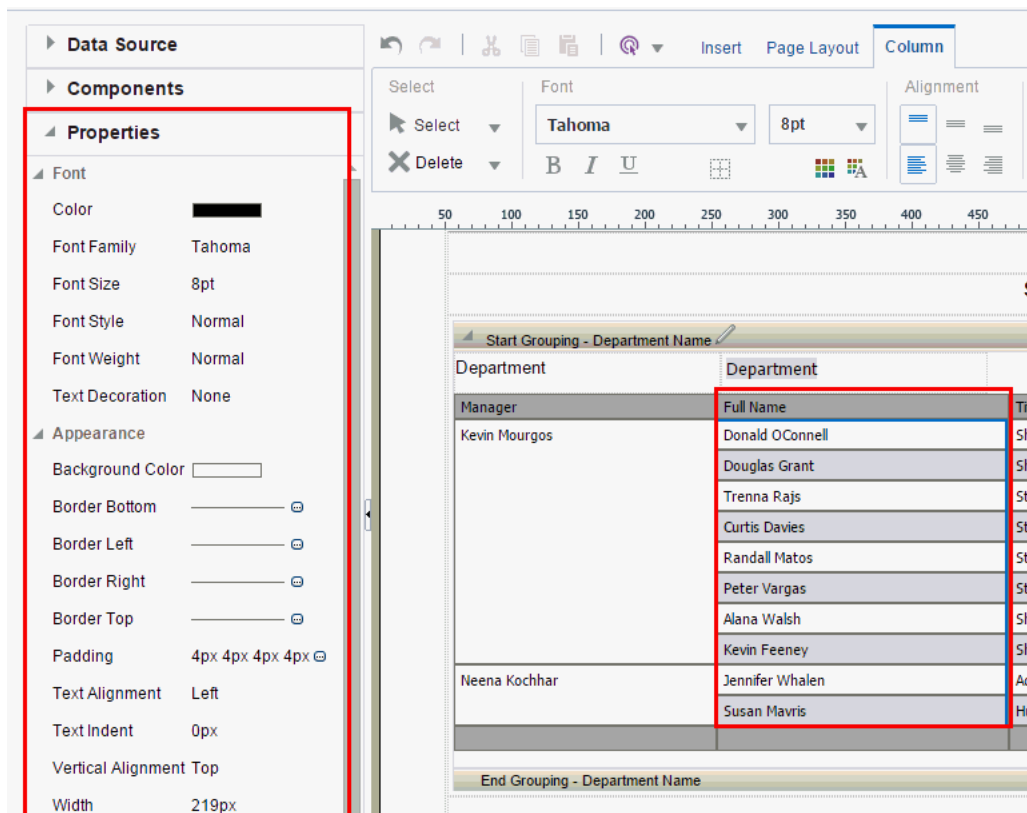 Data Source
Components
Properties
Font
Color
Font Family Tahoma
Font Size 8pt
Font Style Normal
Font Weight Normal
Text Decoration None
Appearance
Background Color
Border Bottom
Border Left
Border Right
Border Top
Padding 4px 4px 4px 4px
Text Alignment Left
Text Indent 0px
Vertical Alignment Top
Width 219px
Insert Page Layout Column
Select Font Alignment
Select Tahoma 8pt
Delete B I U
50 100 150 200 250 300 350 400 450
Start Grouping - Department Name
Department Department
Manager Full Name
Kevin Mourgos Donald OConnell
Douglas Grant
Trenna Rajs
Curtis Davies
Randall Matos
Peter Vargas
Alana Walsh
Kevin Feeney
Neena Kochhar Jennifer Whalen
Susan Mavris
End Grouping - Department Name